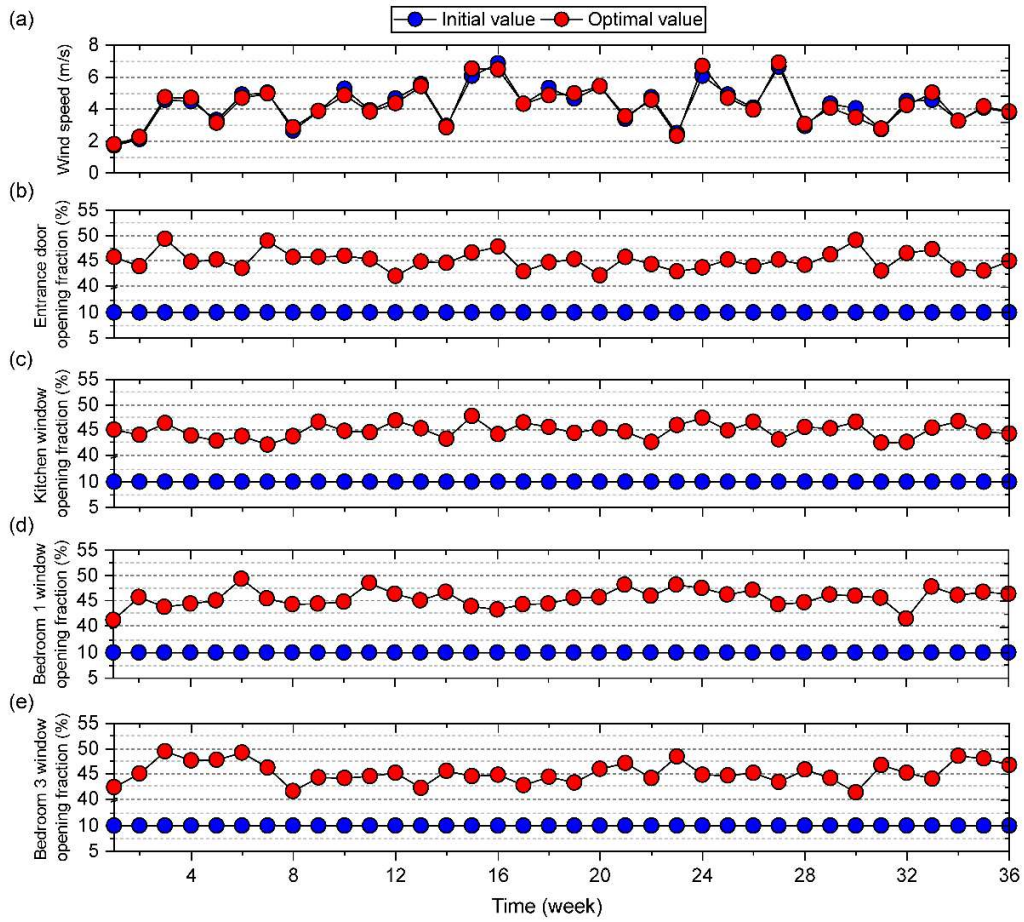 (a)
Initial value
Optimal value
8
6
4
2
0
Wind speed (m/s)
(b)
55
50
45
40
10
5
Entrance door
opening fraction (%)
(c)
55
50
45
40
10
5
Kitchen window
opening fraction (%)
(d)
55
50
45
40
10
5
Bedroom 1 window
opening fraction (%)
(e)
55
50
45
40
10
5
Bedroom 3 window
opening fraction (%)
4 8 12 16 20 24 28 32 36
Time (week)